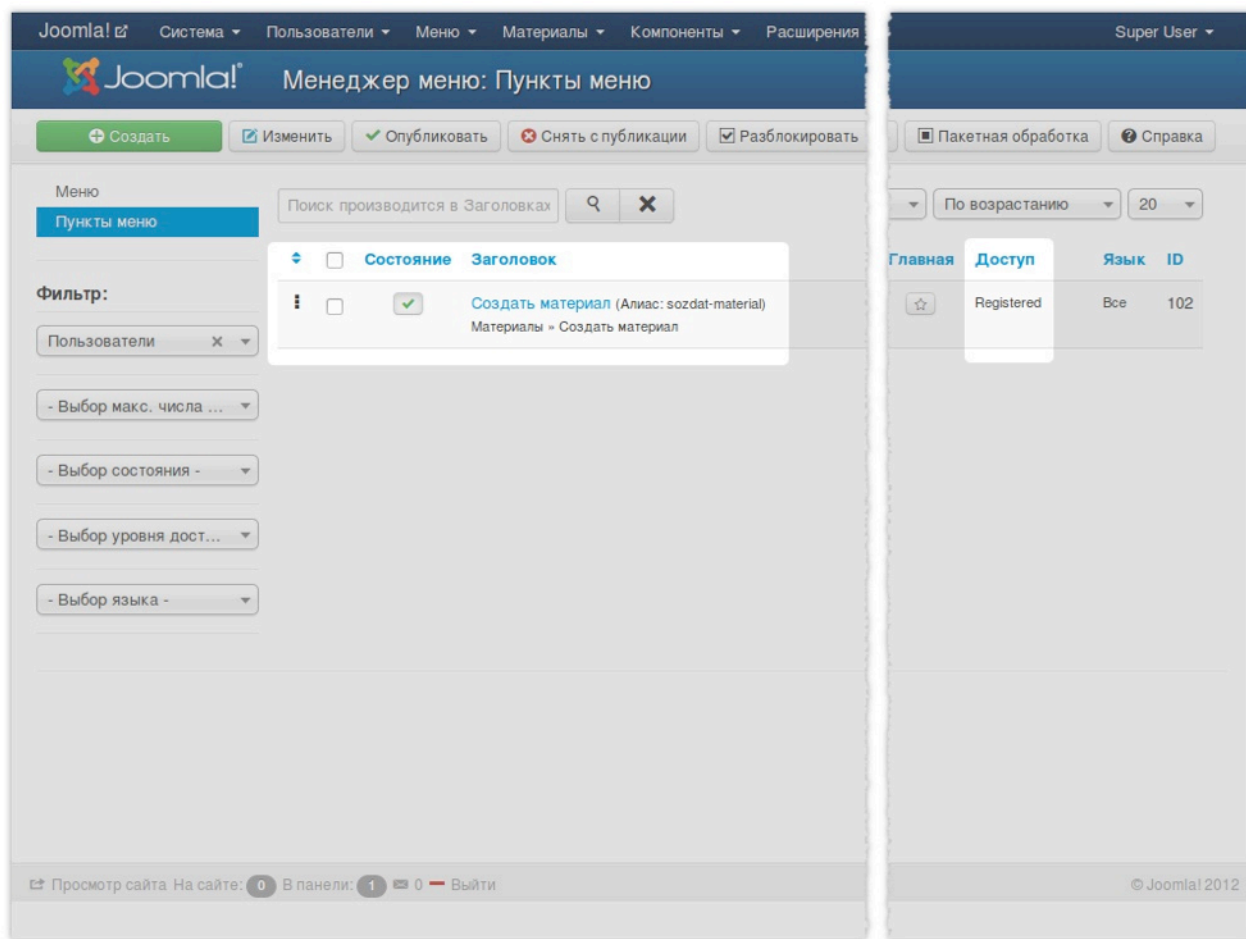 Joomla! Система Пользователи Меню Материалы Компоненты Расширения Super User
Joomla!® Менеджер меню: Пункты меню
Создать Изменить Опубликовать Снять с публикации Разблокировать Пакетная обработка Справка
Меню
Пункты меню
Поиск производится в Заголовках По возрастанию 20
Состояние Заголовок Главная Доступ Язык ID
Фильтр:
Создать материал (Алиас: sozdat-material) Registered Все 102
Материалы » Создать материал
Пользователи
- Выбор макс. числа ...
- Выбор состояния -
- Выбор уровня дост...
- Выбор языка -
Просмотр сайта На сайте: 0 В панели: 1 0 Выйти © Joomla! 2012